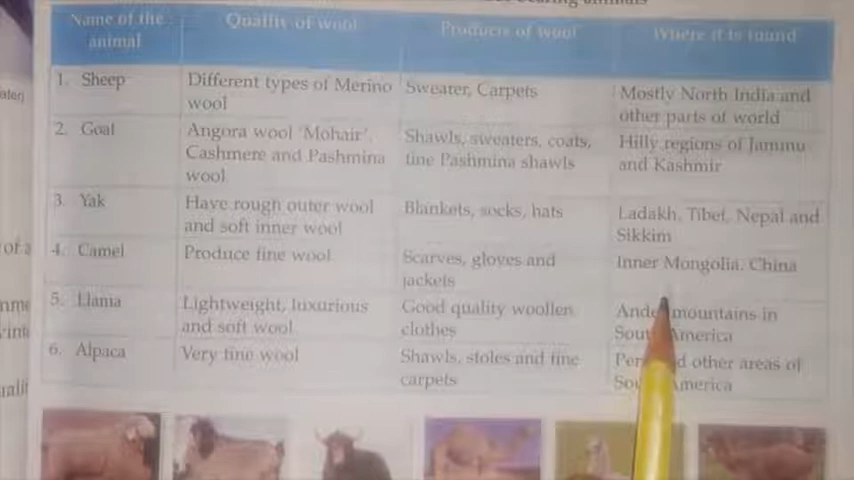 Name of the animal
Quality of wool
Products of wool
Where it is found
1. Sheep
Different types of Merino
wool
Sweater, Carpets
Mostly North India and
other parts of world
2. Goat
Angora wool 'Mohair'.
Cashmere and Pashmina
wool
Shawls, sweaters, coats,
fine Pashmina shawls
Hilly regions of Jammu
and Kashmir
3. Yak
Have rough outer wool
and soft inner wool
Blankets, socks, hats
Ladakh, Tibet, Nepal and
Sikkim
4. Camel
Produce fine wool
Scarves, gloves and
jackets
Inner Mongolia, China
5. Llama
Lightweight, luxurious
and soft wool
Good quality woollen
clothes
mountains in
America
6. Alpaca
Very fine wool
Shawls, stoles and fine
carpets
other areas of
America